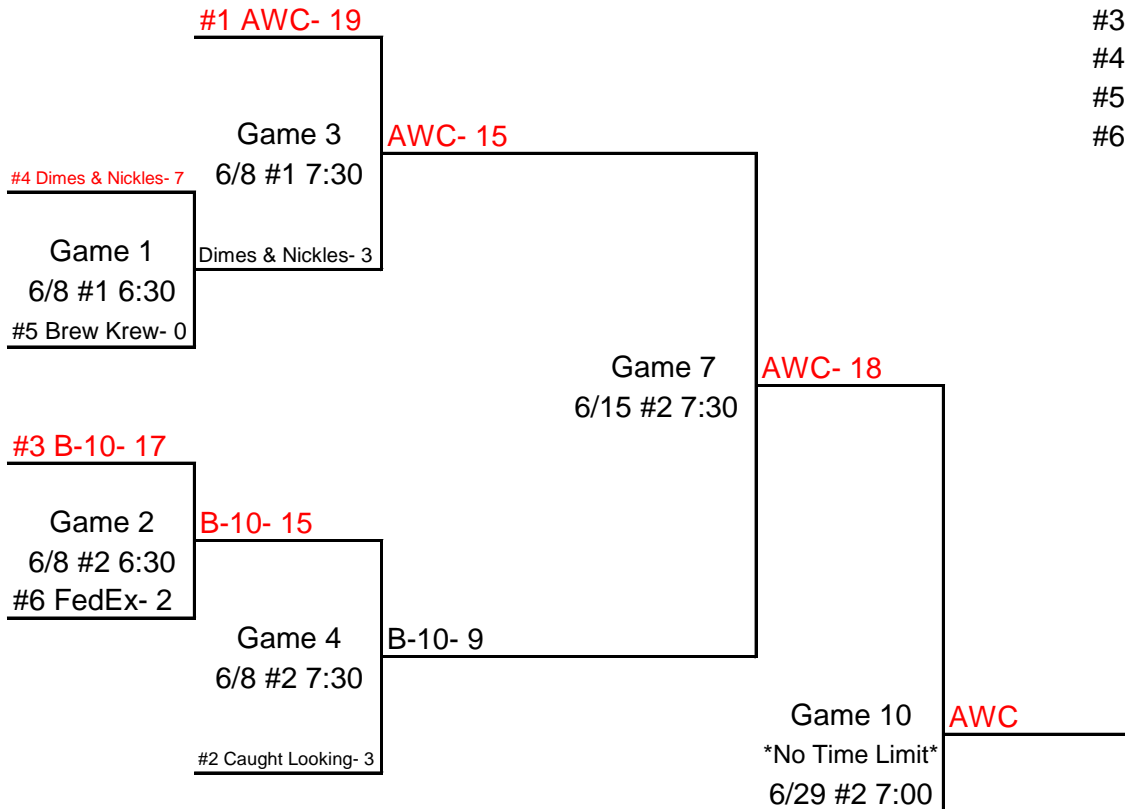 #1 AWC- 19
#3
#4
#5
#6
Game 3
6/8 #1 7:30
AWC- 15
#4 Dimes & Nickles- 7
Game 1
6/8 #1 6:30
Dimes & Nickles- 3
#5 Brew Krew- 0
Game 7
6/15 #2 7:30
AWC- 18
#3 B-10- 17
Game 2
6/8 #2 6:30
B-10- 15
#6 FedEx- 2
Game 4
6/8 #2 7:30
B-10- 9
#2 Caught Looking- 3
Game 10
*No Time Limit*
6/29 #2 7:00
AWC